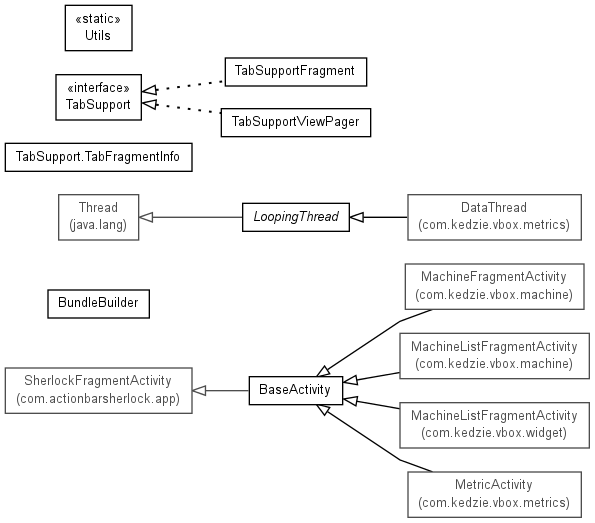 «static»
Utils
«interface»
TabSupport
TabSupportFragment
TabSupportViewPager
TabSupport.TabFragmentInfo
Thread
(java.lang)
LoopingThread
DataThread
(com.kedzie.vbox.metrics)
MachineFragmentActivity
(com.kedzie.vbox.machine)
BundleBuilder
MachineListFragmentActivity
(com.kedzie.vbox.machine)
SherlockFragmentActivity
(com.actionbarsherlock.app)
BaseActivity
MachineListFragmentActivity
(com.kedzie.vbox.widget)
MetricActivity
(com.kedzie.vbox.metrics)